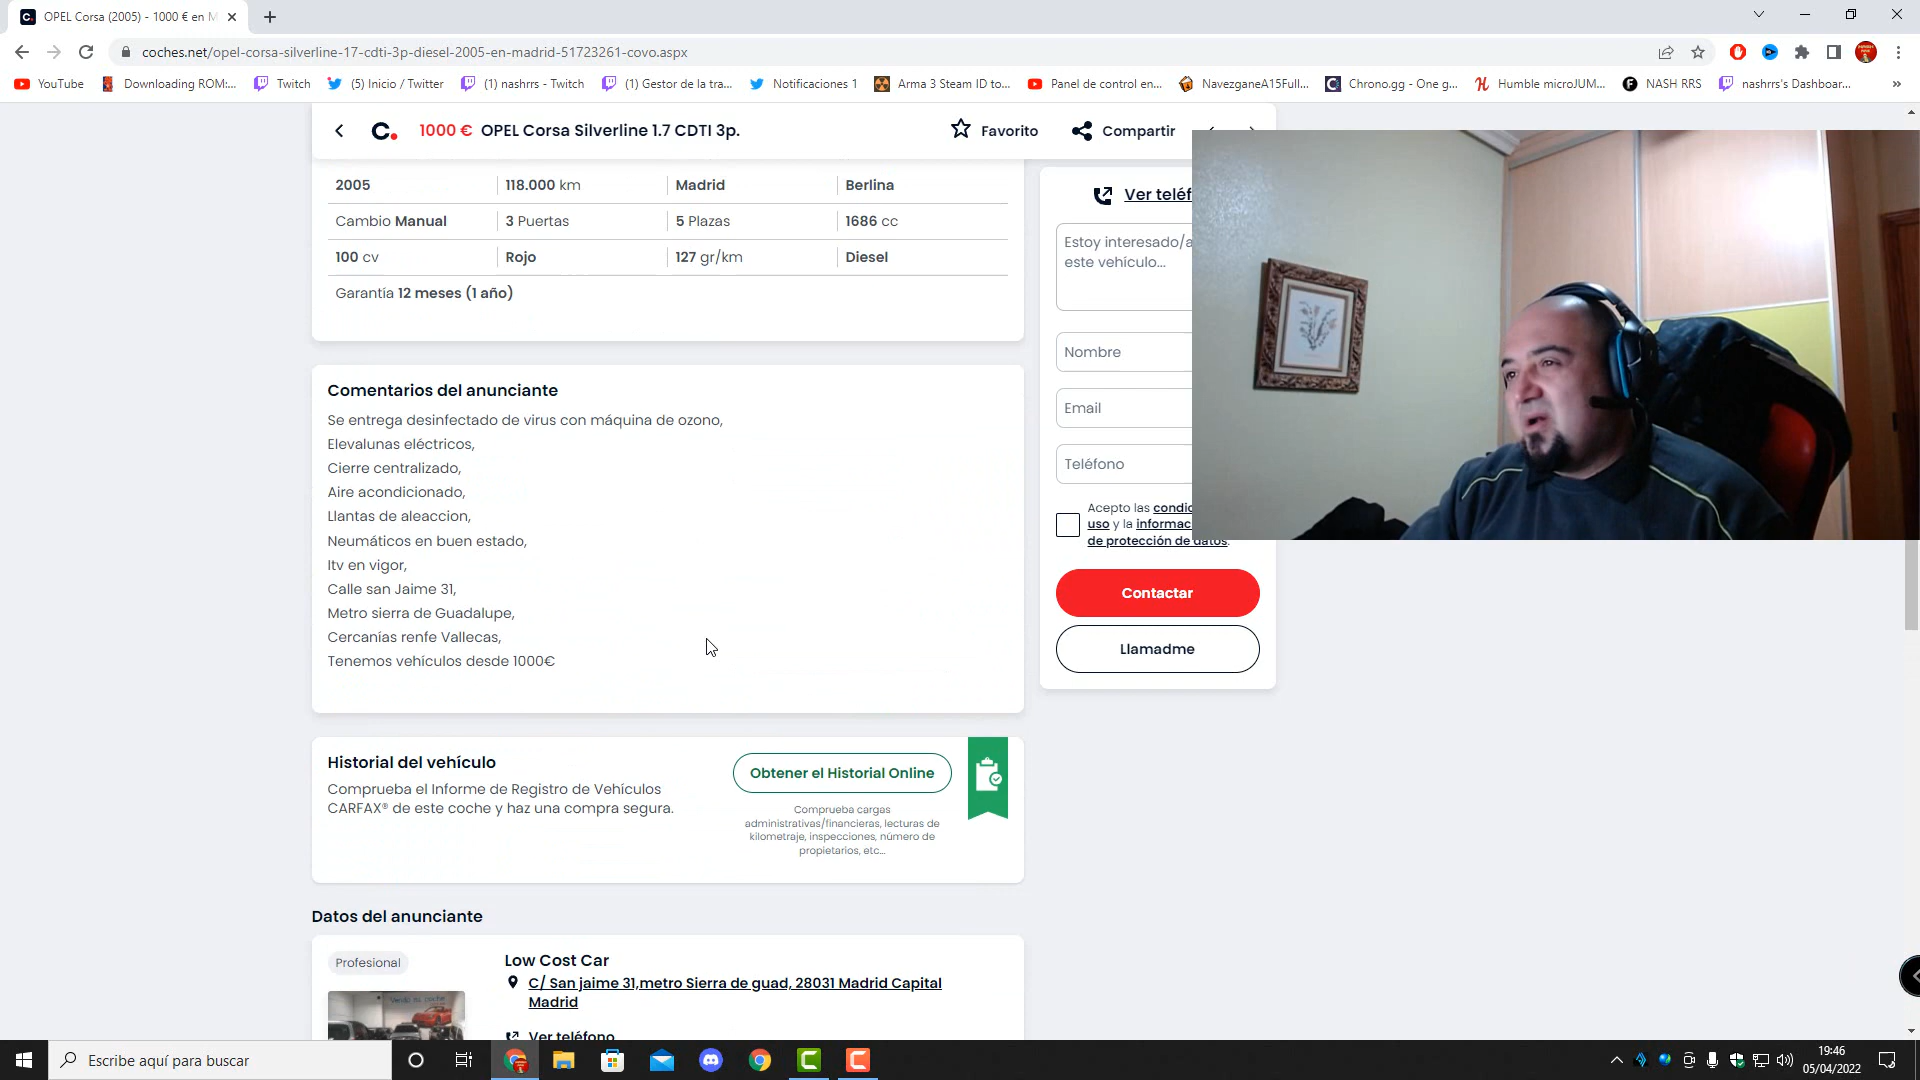 OPEL Corsa (2005) - 1000 € en M
coches.net/opel-corsa-silverline-17-cdti-3p-diesel-2005-en-madrid-51723261-covo.aspx
YouTube
Downloading ROM:...
Twitch
(5) Inicio / Twitter
(1) nashrrs - Twitch
(1) Gestor de la tra...
Notificaciones 1
Arma 3 Steam ID to...
Panel de control en...
NavezganeA15Full...
Chrono.gg - One g...
Humble microJUM...
NASH RRS
nashrrs's Dashboar...
»
C. 1000 € OPEL Corsa Silverline 1.7 CDTI 3p.
Favorito
Compartir
2005 118.000 km Madrid Berlina
Cambio Manual 3 Puertas 5 Plazas 1686 cc
100 cv Rojo 127 gr/km Diesel
Garantía 12 meses (1 año)
Comentarios del anunciante
Se entrega desinfectado de virus con máquina de ozono,
Elevalunas eléctricos,
Cierre centralizado,
Aire acondicionado,
Llantas de aleaccion,
Neumáticos en buen estado,
Itv en vigor,
Calle san Jaime 31,
Metro sierra de Guadalupe,
Cercanías renfe Vallecas,
Tenemos vehículos desde 1000€
Historial del vehículo
Comprueba el Informe de Registro de Vehículos
CARFAX® de este coche y haz una compra segura.
Obtener el Historial Online
Comprueba cargas
administrativas/financieras, lecturas de
kilometraje, inspecciones, número de
propietarios, etc...
Datos del anunciante
Profesional
Low Cost Car
C/ San jaime 31,metro Sierra de guad, 28031 Madrid Capital
Madrid
Ver teléfono
Ver teléf
Estoy interesado/a
este vehículo...
Nombre
Email
Teléfono
Acepto las condic
uso y la informac
de protección de datos.
Contactar
Llamadme
Escribe aquí para buscar
19:46
05/04/2022